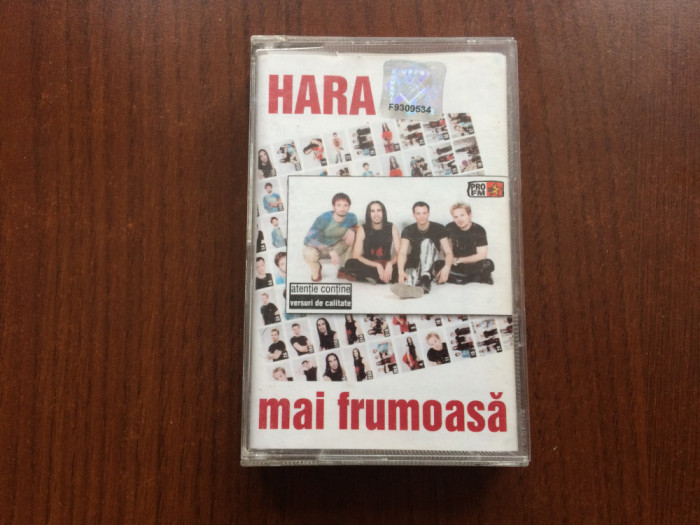 HARA
F9309534
PRO
FM
atenție conține
versuri de calitate
mai frumoasă